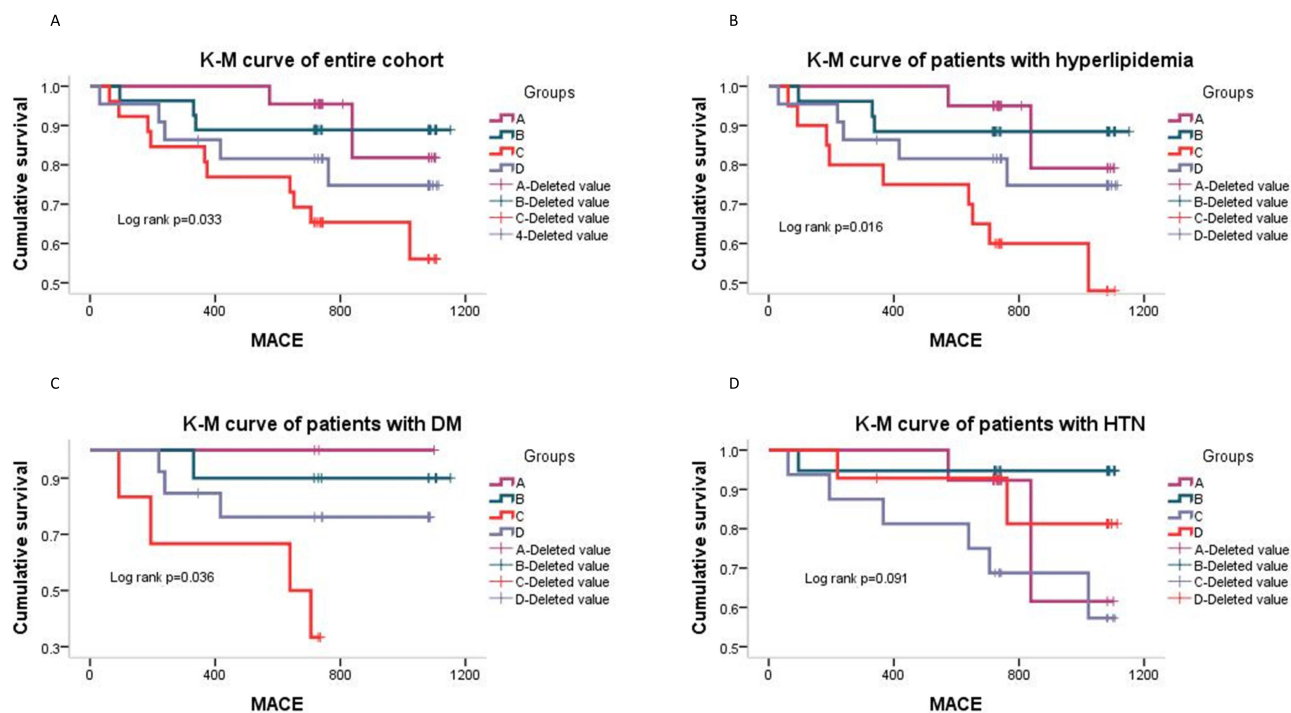 A
K-M curve of entire cohort
Cumulative survival
1.0
0.9
0.8
0.7
0.6
0.5
0
400
800
1200
MACE
Log rank p=0.033
Groups
A
B
C
D
A-Deleted value
B-Deleted value
C-Deleted value
4-Deleted value
B
K-M curve of patients with hyperlipidemia
Cumulative survival
1.0
0.9
0.8
0.7
0.6
0.5
0
400
800
1200
MACE
Log rank p=0.016
Groups
A
B
C
D
A-Deleted value
B-Deleted value
C-Deleted value
D-Deleted value
C
K-M curve of patients with DM
Cumulative survival
0.9
0.7
0.5
0.3
0
400
800
1200
MACE
Log rank p=0.036
Groups
A
B
C
D
A-Deleted value
B-Deleted value
C-Deleted value
D-Deleted value
D
K-M curve of patients with HTN
Cumulative survival
1.0
0.9
0.8
0.7
0.6
0.5
0
400
800
1200
MACE
Log rank p=0.091
Groups
A
B
C
D
A-Deleted value
B-Deleted value
C-Deleted value
D-Deleted value